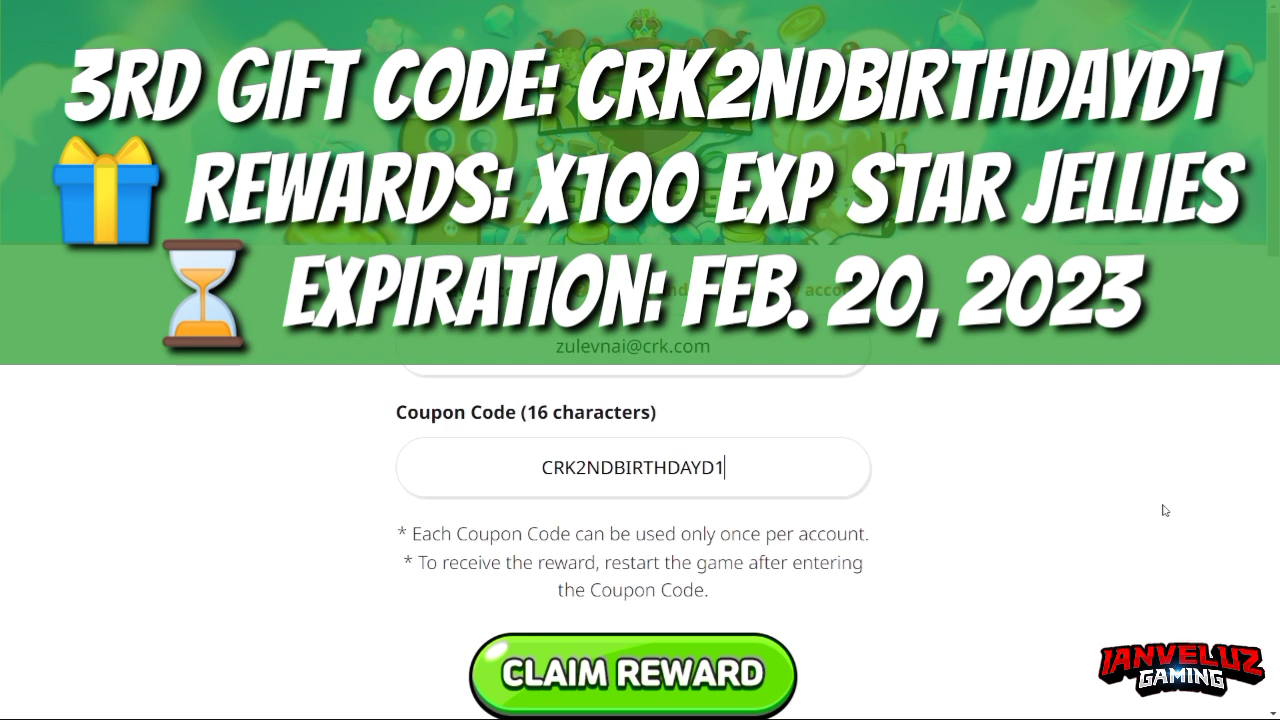 3RD GIFT CODE: CRK2NDBIRTHDAYD1
REWARDS: X100 EXP STAR JELLIES
EXPIRATION: FEB. 20, 2023
zulevnai@crk.com
Coupon Code (16 characters)
CRK2NDBIRTHDAYD1
* Each Coupon Code can be used only once per account.
* To receive the reward, restart the game after entering
the Coupon Code.
CLAIM REWARD
IANVELUZ
GAMING